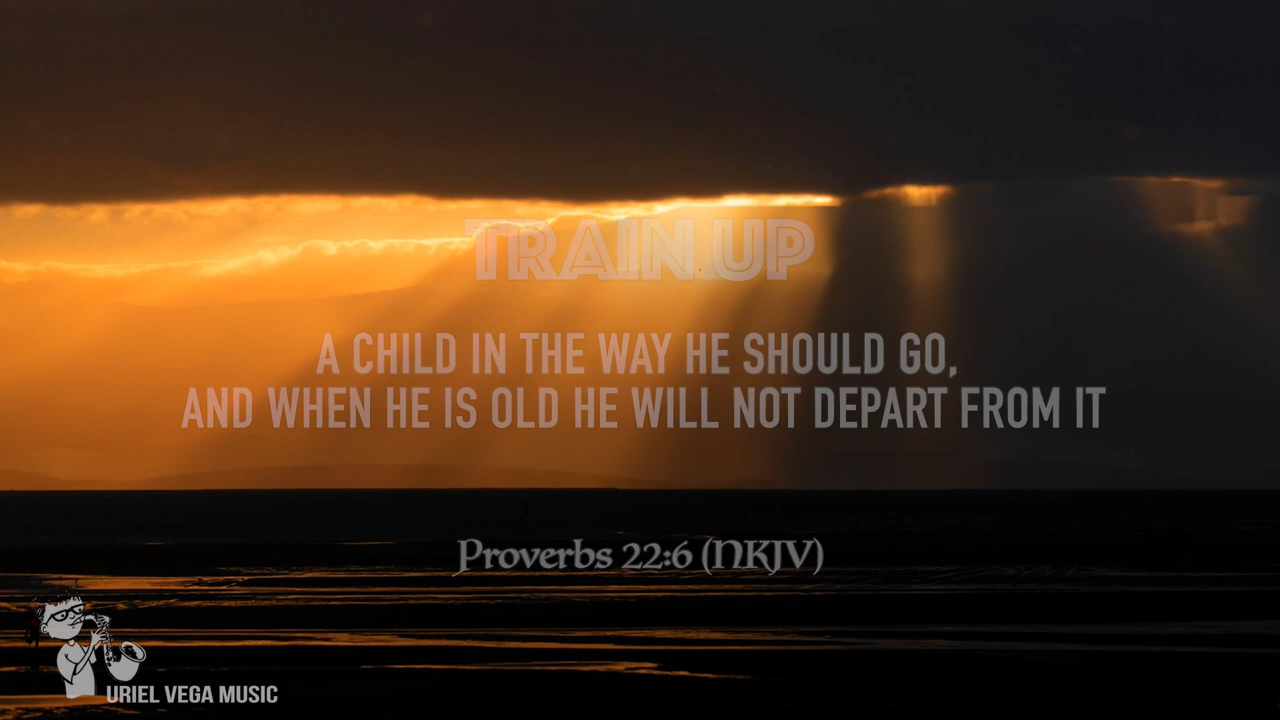 TRAIN UP
A CHILD IN THE WAY HE SHOULD GO,
AND WHEN HE IS OLD HE WILL NOT DEPART FROM IT
Proverbs 22:6 (NKJV)
URIEL VEGA MUSIC